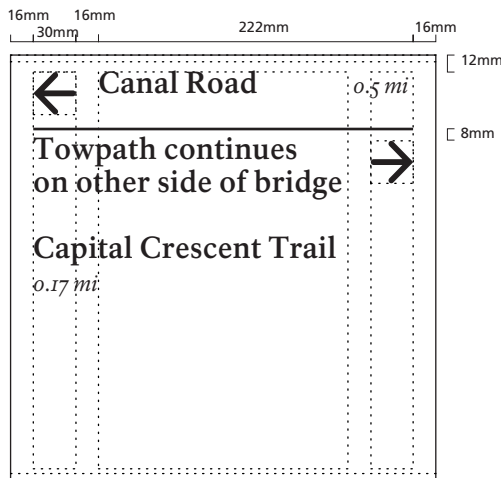 16mm 16mm 222mm 16mm
30mm
12mm
Canal Road 0.5 mi
8mm
Towpath continues
on other side of bridge
Capital Crescent Trail
0.17 mi